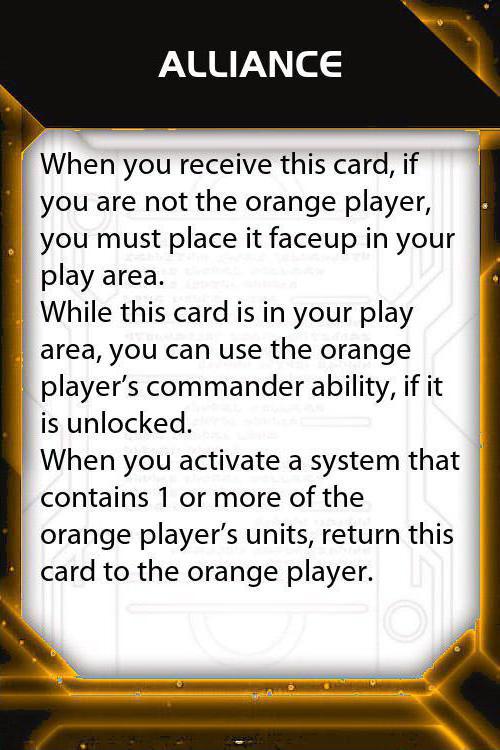 ALLIANCE
When you receive this card, if
you are not the orange player,
you must place it faceup in your
play area.
While this card is in your play
area, you can use the orange
player’s commander ability, if it
is unlocked.
When you activate a system that
contains 1 or more of the
orange player’s units, return this
card to the orange player.